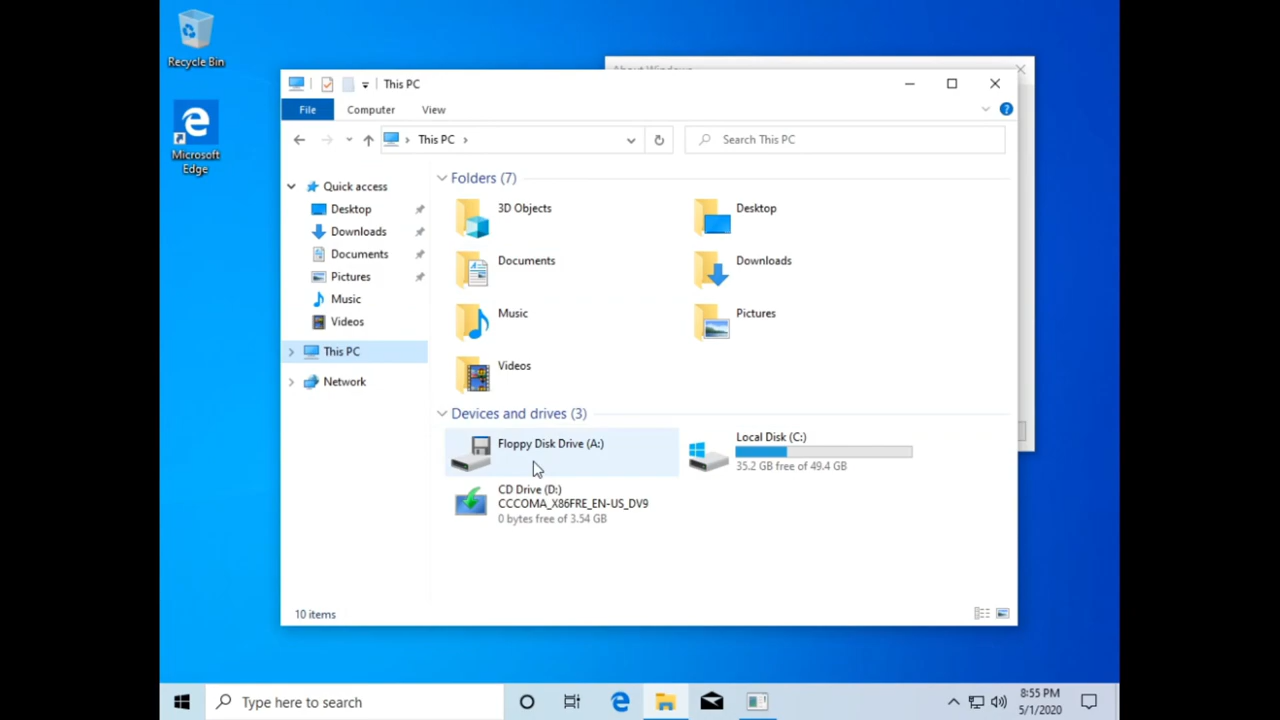 Recycle Bin
Microsoft
Edge
About Windows
This PC
File
Computer
View
This PC
Search This PC
Quick access
Desktop
Downloads
Documents
Pictures
Music
Videos
This PC
Network
Folders (7)
3D Objects
Desktop
Documents
Downloads
Music
Pictures
Videos
Devices and drives (3)
Floppy Disk Drive (A:)
Local Disk (C:)
35.2 GB free of 49.4 GB
CD Drive (D:)
CCCOMA_X86FRE_EN-US_DV9
0 bytes free of 3.54 GB
10 items
Type here to search
8:55 PM
5/1/2020